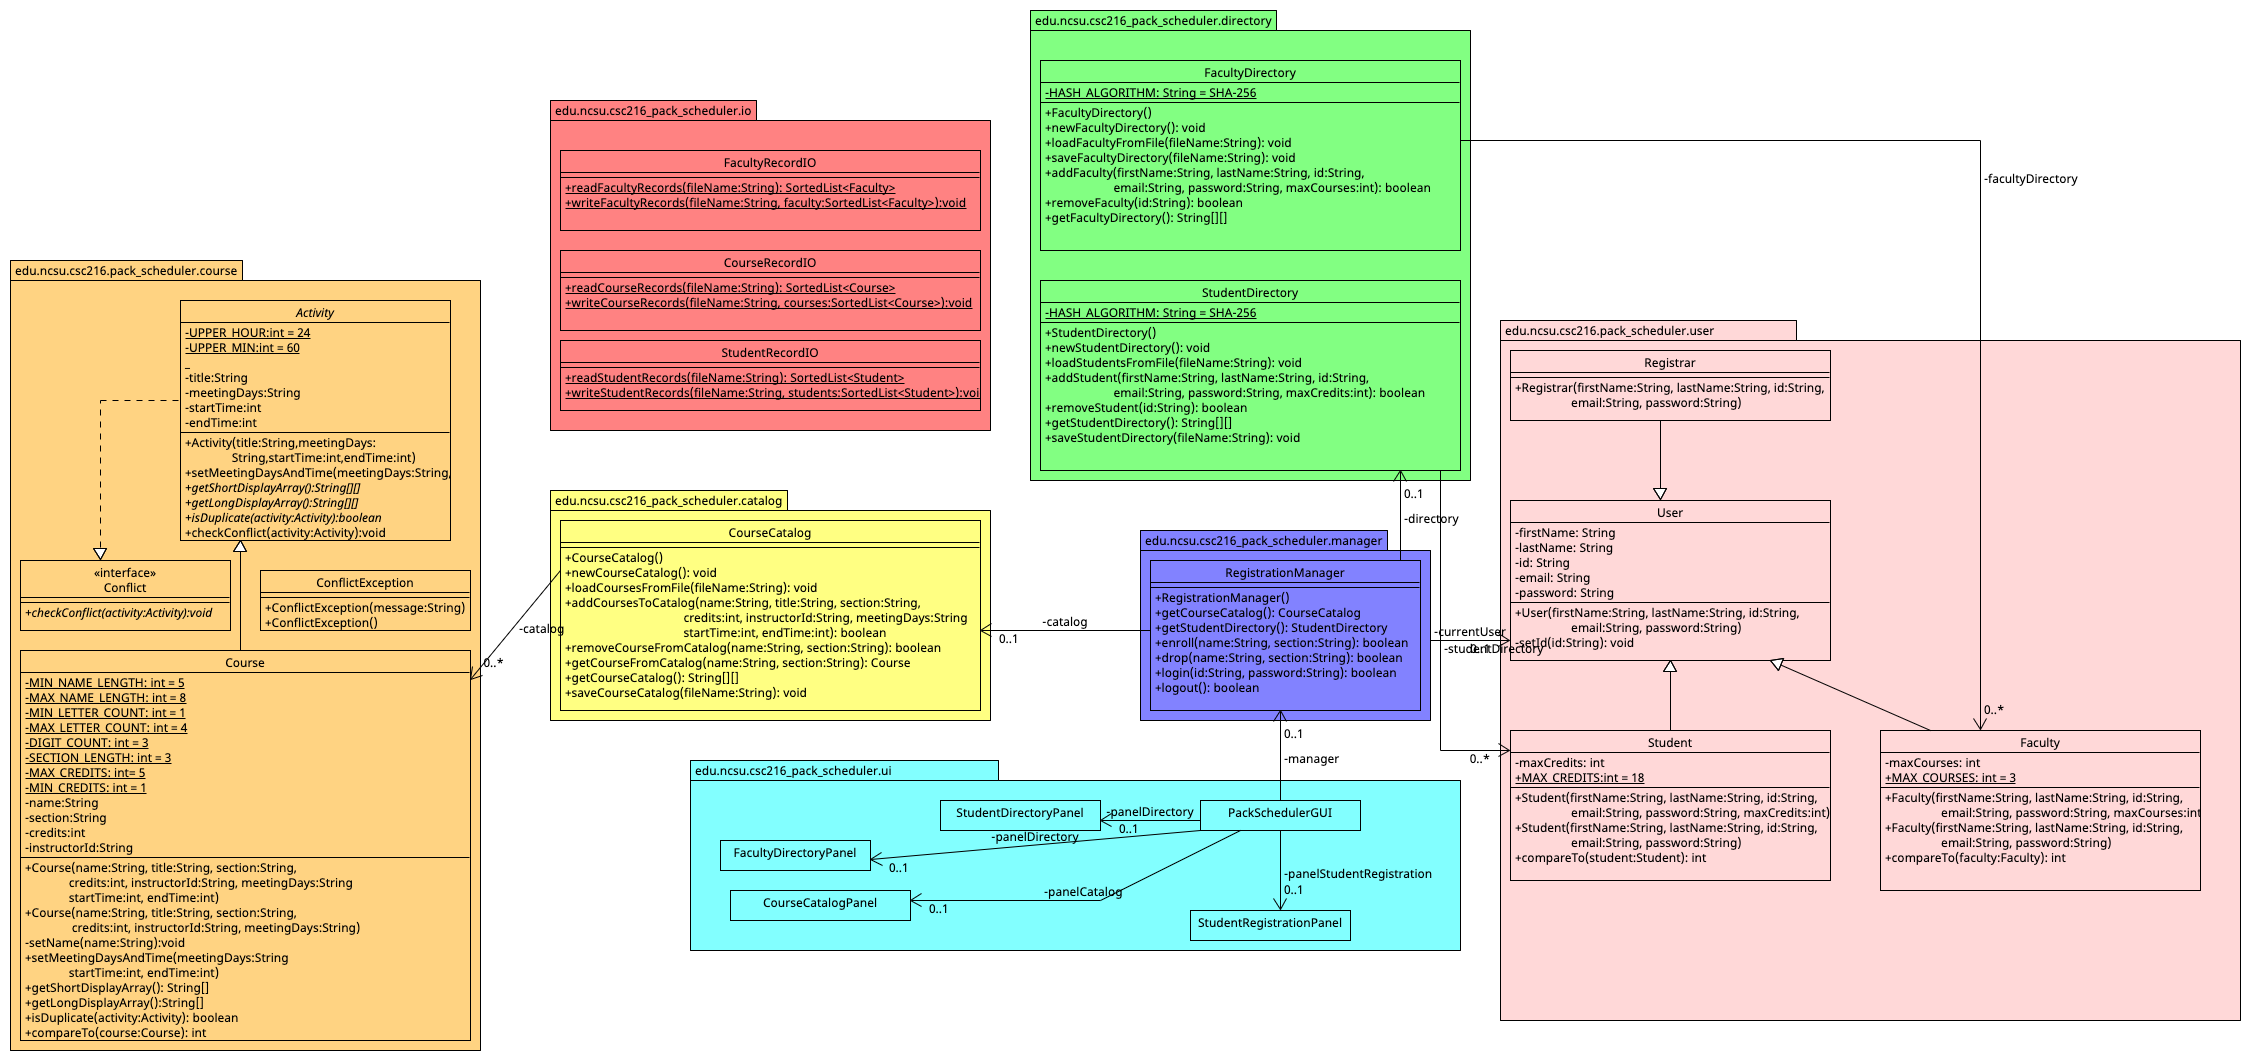 edu.ncsu.csc216_pack_scheduler.directory
FacultyDirectory
-HASH_ALGORITHM: String = SHA-256
+FacultyDirectory()
+newFacultyDirectory(): void
+loadFacultyFromFile(fileName:String): void
+saveFacultyDirectory(fileName:String): void
+addFaculty(firstName:String, lastName:String, id:String,
email:String, password:String, maxCourses:int): boolean
+removeFaculty(id:String): boolean
+getFacultyDirectory(): String[][]
-facultyDirectory
0..*
StudentDirectory
-HASH_ALGORITHM: String = SHA-256
+StudentDirectory()
+newStudentDirectory(): void
+loadStudentsFromFile(fileName:String): void
+addStudent(firstName:String, lastName:String, id:String,
email:String, password:String, maxCredits:int): boolean
+removeStudent(id:String): boolean
+getStudentDirectory(): String[][]
+saveStudentDirectory(fileName:String): void
edu.ncsu.csc216_pack_scheduler.io
FacultyRecordIO
+readFacultyRecords(fileName:String): SortedList<Faculty>
+writeFacultyRecords(fileName:String, faculty:SortedList<Faculty>):void
CourseRecordIO
+readCourseRecords(fileName:String): SortedList<Course>
+writeCourseRecords(fileName:String, courses:SortedList<Course>):void
StudentRecordIO
+readStudentRecords(fileName:String): SortedList<Student>
+writeStudentRecords(fileName:String, students:SortedList<Student>):voi
edu.ncsu.csc216.pack_scheduler.course
Activity
-UPPER_HOUR:int = 24
-UPPER_MIN:int = 60
_
-title:String
-meetingDays:String
-startTime:int
-endTime:int
+Activity(title:String,meetingDays:
String,startTime:int,endTime:int)
+setMeetingDaysAndTime(meetingDays:String,
+getShortDisplayArray():String[][]
+getLongDisplayArray():String[][]
+isDuplicate(activity:Activity):boolean
+checkConflict(activity:Activity):void
«interface»
Conflict
+checkConflict(activity:Activity):void
ConflictException
+ConflictException(message:String)
+ConflictException()
Course
-MIN_NAME_LENGTH: int = 5
-MAX_NAME_LENGTH: int = 8
-MIN_LETTER_COUNT: int = 1
-MAX_LETTER_COUNT: int = 4
-DIGIT_COUNT: int = 3
-SECTION_LENGTH: int = 3
-MAX_CREDITS: int= 5
-MIN_CREDITS: int = 1
-name:String
-section:String
-credits:int
-instructorId:String
+Course(name:String, title:String, section:String,
credits:int, instructorId:String, meetingDays:String
startTime:int, endTime:int)
+Course(name:String, title:String, section:String,
credits:int, instructorId:String, meetingDays:String)
-setName(name:String):void
+setMeetingDaysAndTime(meetingDays:String
startTime:int, endTime:int)
+getShortDisplayArray(): String[]
+getLongDisplayArray():String[]
+isDuplicate(activity:Activity): boolean
+compareTo(course:Course): int
-catalog
0..*
edu.ncsu.csc216_pack_scheduler.catalog
CourseCatalog
+CourseCatalog()
+newCourseCatalog(): void
+loadCoursesFromFile(fileName:String): void
+addCoursesToCatalog(name:String, title:String, section:String,
credits:int, instructorId:String, meetingDays:String
startTime:int, endTime:int): boolean
+removeCourseFromCatalog(name:String, section:String): boolean
+getCourseFromCatalog(name:String, section:String): Course
+getCourseCatalog(): String[][]
+saveCourseCatalog(fileName:String): void
-catalog
0..1
0..1
-directory
edu.ncsu.csc216_pack_scheduler.manager
RegistrationManager
+RegistrationManager()
+getCourseCatalog(): CourseCatalog
+getStudentDirectory(): StudentDirectory
+enroll(name:String, section:String): boolean
+drop(name:String, section:String): boolean
+login(id:String, password:String): boolean
+logout(): boolean
-currentUser
0..1
-studentDirectory
0..*
0..1
-manager
edu.ncsu.csc216_pack_scheduler.ui
StudentDirectoryPanel
-panelDirectory
0..1
PackSchedulerGUI
FacultyDirectoryPanel
-panelDirectory
0..1
CourseCatalogPanel
-panelCatalog
0..1
-panelStudentRegistration
0..1
StudentRegistrationPanel
edu.ncsu.csc216.pack_scheduler.user
Registrar
+Registrar(firstName:String, lastName:String, id:String,
email:String, password:String)
User
-firstName: String
-lastName: String
-id: String
-email: String
-password: String
+User(firstName:String, lastName:String, id:String,
email:String, password:String)
-setId(id:String): void
Student
-maxCredits: int
+MAX_CREDITS:int = 18
+Student(firstName:String, lastName:String, id:String,
email:String, password:String, maxCredits:int)
+Student(firstName:String, lastName:String, id:String,
email:String, password:String)
+compareTo(student:Student): int
Faculty
-maxCourses: int
+MAX_COURSES: int = 3
+Faculty(firstName:String, lastName:String, id:String,
email:String, password:String, maxCourses:int
+Faculty(firstName:String, lastName:String, id:String,
email:String, password:String)
+compareTo(faculty:Faculty): int